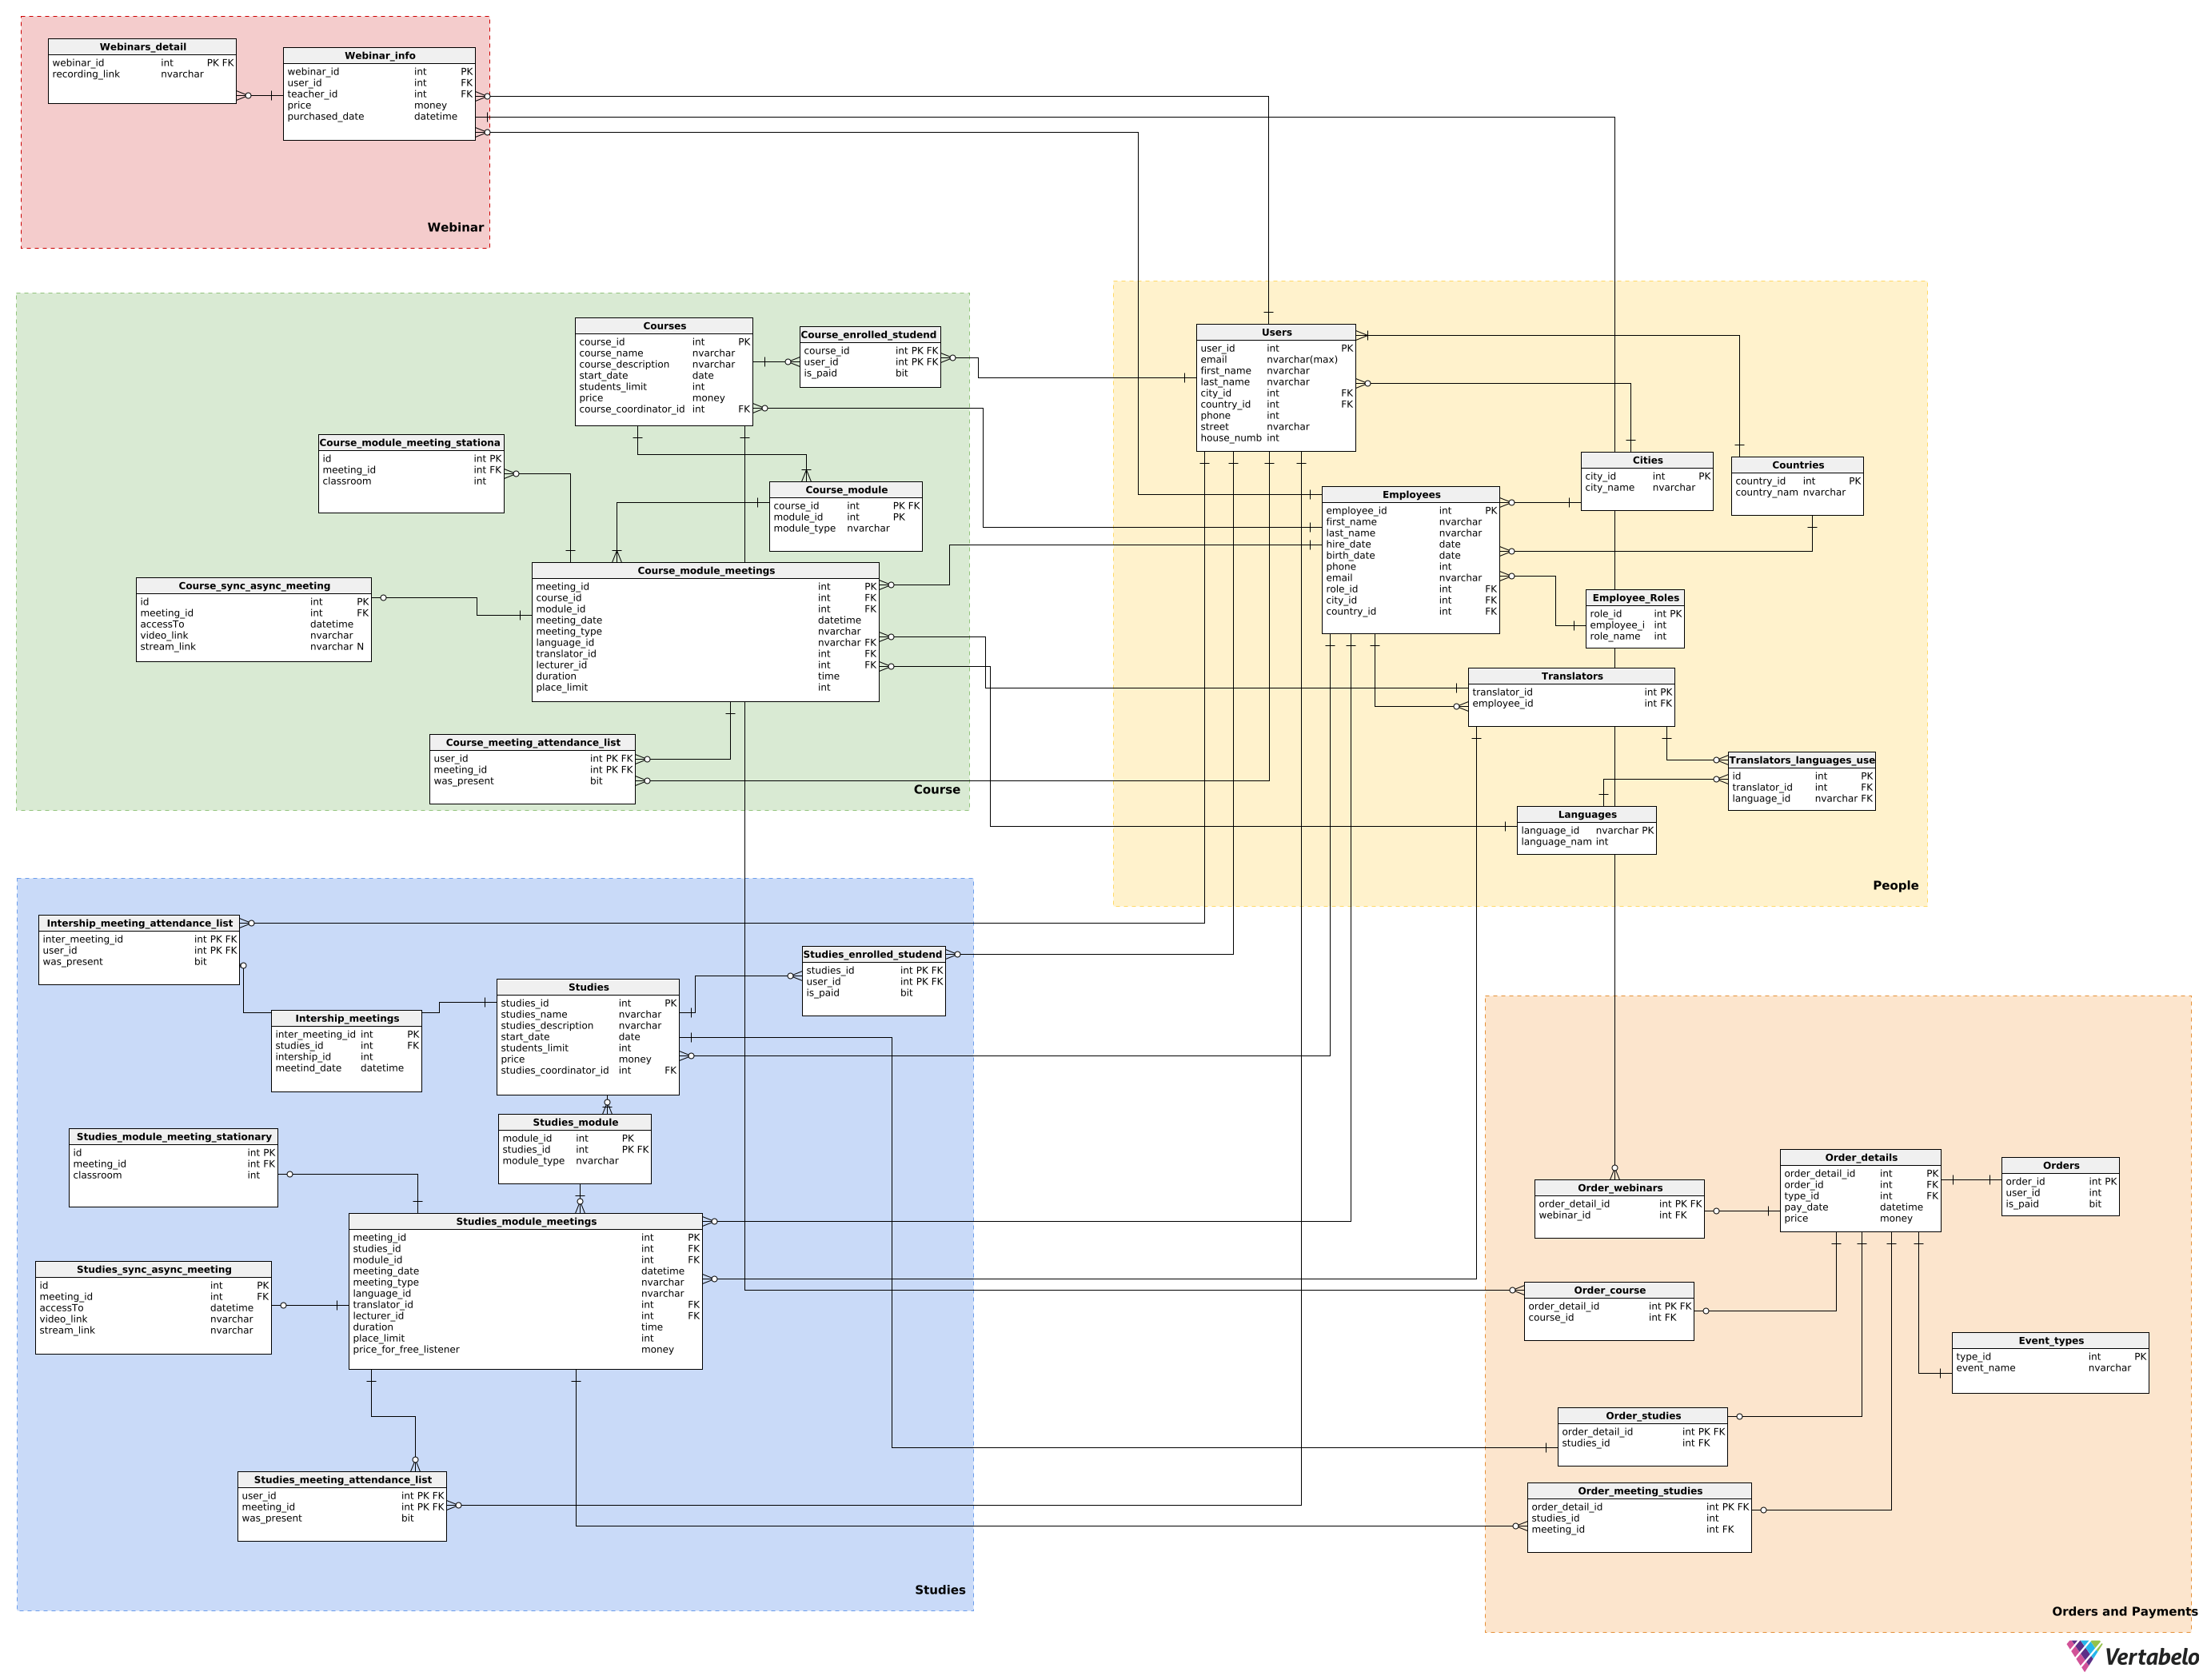 Webinars_detail
webinar_id int PK FK
recording_link nvarchar
Webinar_info
webinar_id int PK
user_id int FK
teacher_id int FK
price money
purchased_date datetime
Webinar
Courses
course_id int PK
course_name nvarchar
course_description nvarchar
start_date date
students_limit int
price money
course_coordinator_id int FK
Course_enrolled_studend
course_id int PK FK
user_id int PK FK
is_paid bit
Course_module_meeting_stationa
id int PK
meeting_id int FK
classroom int
Course_module
course_id int PK FK
module_id int PK
module_type nvarchar
Course_sync_async_meeting
id int PK
meeting_id int FK
accessTo datetime
video_link nvarchar
stream_link nvarchar N
Course_module_meetings
meeting_id int PK
course_id int FK
module_id int FK
meeting_date datetime
meeting_type nvarchar
language_id nvarchar FK
translator_id int FK
lecturer_id int FK
duration time
place_limit int
Course_meeting_attendance_list
user_id int PK FK
meeting_id int PK FK
was_present bit
Course
Users
user_id int PK
email nvarchar(max)
first_name nvarchar
last_name nvarchar
city_id int FK
country_id int FK
phone int
street nvarchar
house_numb int
Cities
city_id int PK
city_name nvarchar
Countries
country_id int PK
country_nam nvarchar
Employees
employee_id int PK
first_name nvarchar
last_name nvarchar
hire_date date
birth_date date
phone int
email nvarchar
role_id int FK
city_id int FK
country_id int FK
Employee_Roles
role_id int PK
employee_i int
role_name int
Translators
translator_id int PK
employee_id int FK
Translators_languages_use
id int PK
translator_id int FK
language_id nvarchar FK
Languages
language_id nvarchar PK
language_nam int
People
Intership_meeting_attendance_list
inter_meeting_id int PK FK
user_id int PK FK
was_present bit
Intership_meetings
inter_meeting_id int PK
studies_id int FK
intership_id int
meetind_date datetime
Studies
studies_id int PK
studies_name nvarchar
studies_description nvarchar
start_date date
students_limit int
price money
studies_coordinator_id int FK
Studies_enrolled_studend
studies_id int PK FK
user_id int PK FK
is_paid bit
Studies_module
module_id int PK
studies_id int PK FK
module_type nvarchar
Studies_module_meeting_stationary
id int PK
meeting_id int FK
classroom int
Studies_module_meetings
meeting_id int PK
studies_id int FK
module_id int FK
meeting_date datetime
meeting_type nvarchar
language_id nvarchar
translator_id int FK
lecturer_id int FK
duration time
place_limit int
price_for_free_listener money
Studies_sync_async_meeting
id int PK
meeting_id int FK
accessTo datetime
video_link nvarchar
stream_link nvarchar
Studies_meeting_attendance_list
user_id int PK FK
meeting_id int PK FK
was_present bit
Studies
Order_webinars
order_detail_id int PK FK
webinar_id int FK
Order_details
order_detail_id int PK
order_id int FK
type_id int FK
pay_date datetime
price money
Orders
order_id int PK
user_id int
is_paid bit
Order_course
order_detail_id int PK FK
course_id int FK
Event_types
type_id int PK
event_name nvarchar
Order_studies
order_detail_id int PK FK
studies_id int FK
Order_meeting_studies
order_detail_id int PK FK
studies_id int
meeting_id int FK
Orders and Payments
Vertabelo